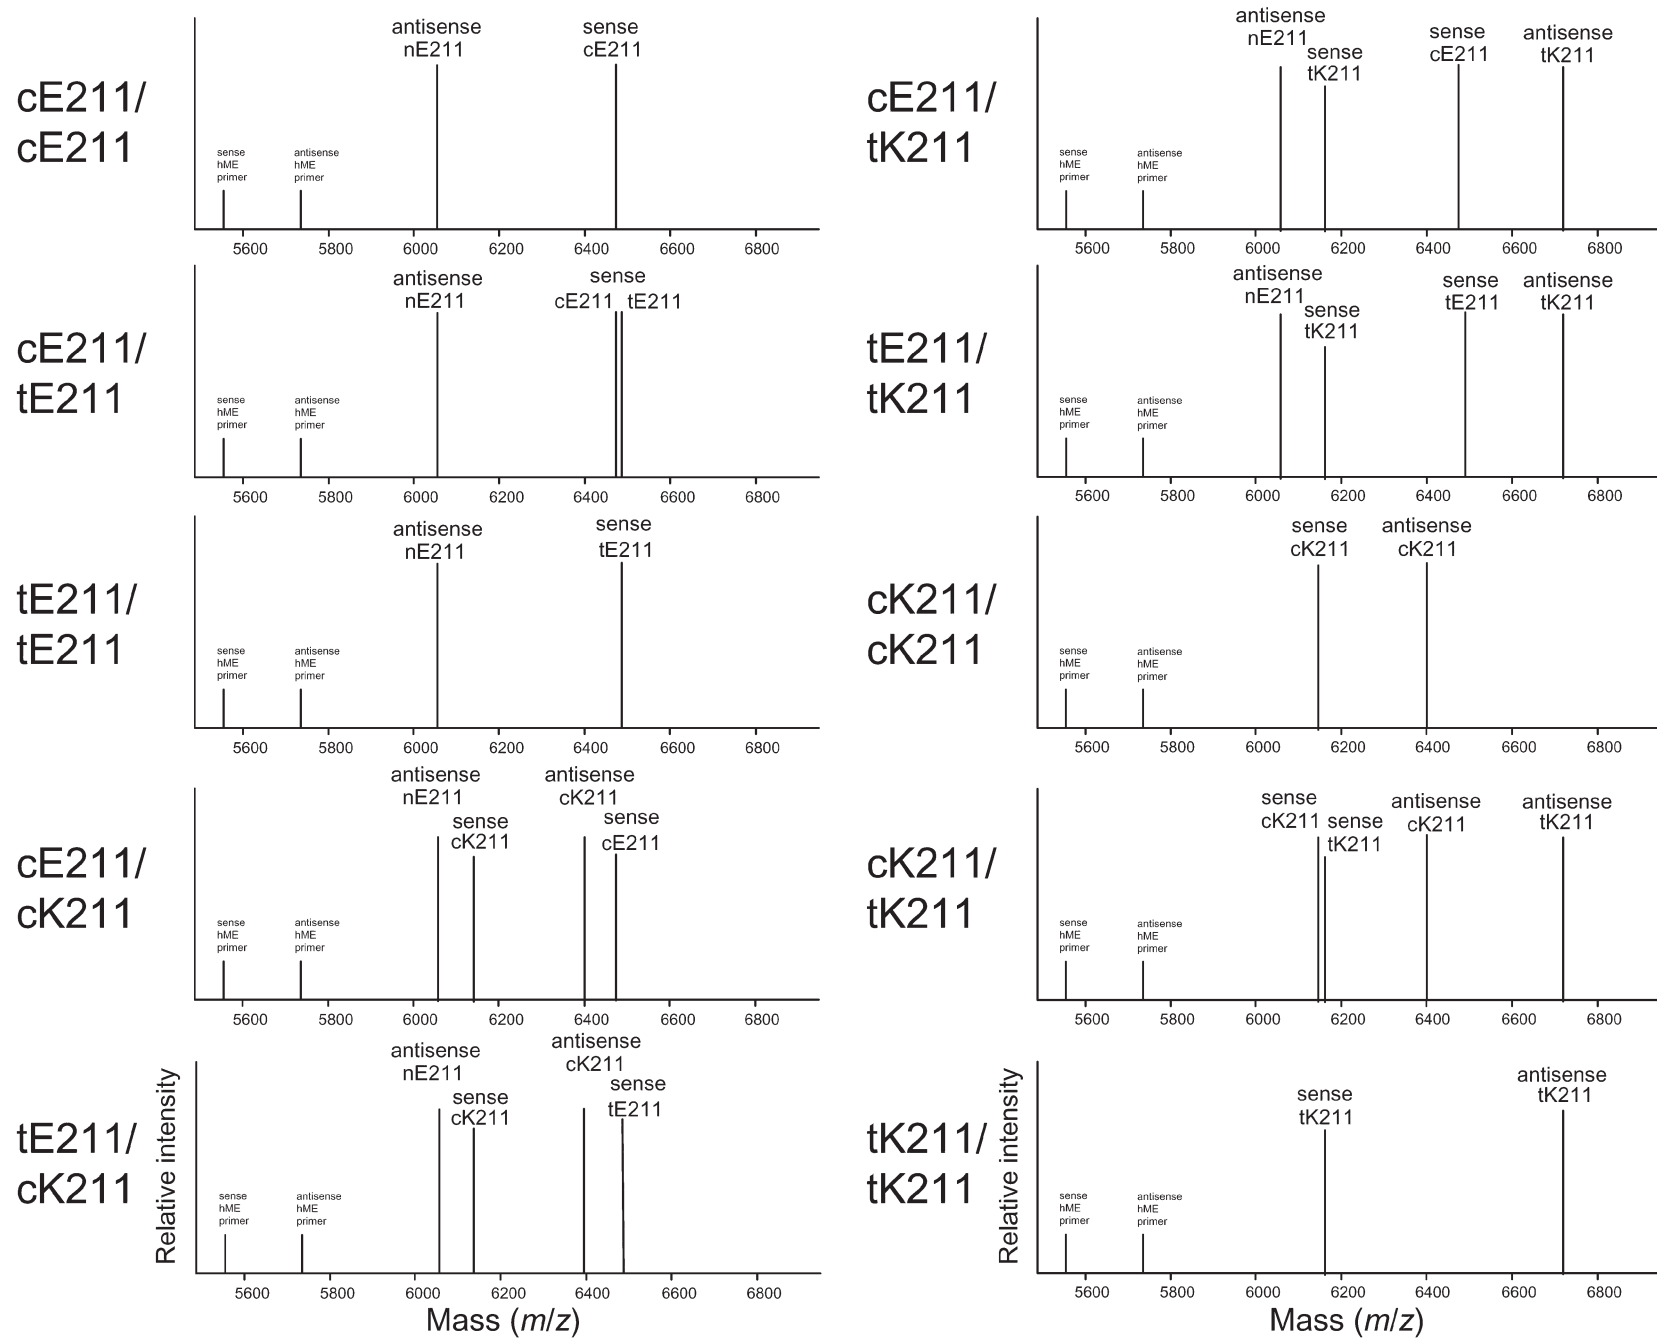 cE211/
cE211
antisense
nE211
sense
cE211
sense
hME
primer
antisense
hME
primer
5600 5800 6000 6200 6400 6600 6800
cE211/
tK211
antisense
nE211
sense
tK211
sense
cE211
antisense
tK211
sense
hME
primer
antisense
hME
primer
5600 5800 6000 6200 6400 6600 6800
cE211/
tE211
antisense
nE211
sense
cE211 tE211
sense
hME
primer
antisense
hME
primer
5600 5800 6000 6200 6400 6600 6800
tE211/
tK211
antisense
nE211
sense
tK211
sense
tE211
antisense
tK211
sense
hME
primer
antisense
hME
primer
5600 5800 6000 6200 6400 6600 6800
tE211/
tE211
antisense
nE211
sense
tE211
sense
hME
primer
antisense
hME
primer
5600 5800 6000 6200 6400 6600 6800
cK211/
cK211
sense
cK211
antisense
cK211
sense
hME
primer
antisense
hME
primer
5600 5800 6000 6200 6400 6600 6800
cE211/
cK211
antisense
nE211
sense
cK211
antisense
cK211
sense
cE211
sense
hME
primer
antisense
hME
primer
5600 5800 6000 6200 6400 6600 6800
cK211/
tK211
sense
cK211
sense
tK211
antisense
cK211
antisense
tK211
sense
hME
primer
antisense
hME
primer
5600 5800 6000 6200 6400 6600 6800
tE211/
cK211
Relative intensity
antisense
nE211
sense
cK211
antisense
cK211
sense
tE211
sense
hME
primer
antisense
hME
primer
5600 5800 6000 6200 6400 6600 6800
Mass (m/z)
tK211/
tK211
Relative intensity
sense
tK211
antisense
tK211
sense
hME
primer
antisense
hME
primer
5600 5800 6000 6200 6400 6600 6800
Mass (m/z)